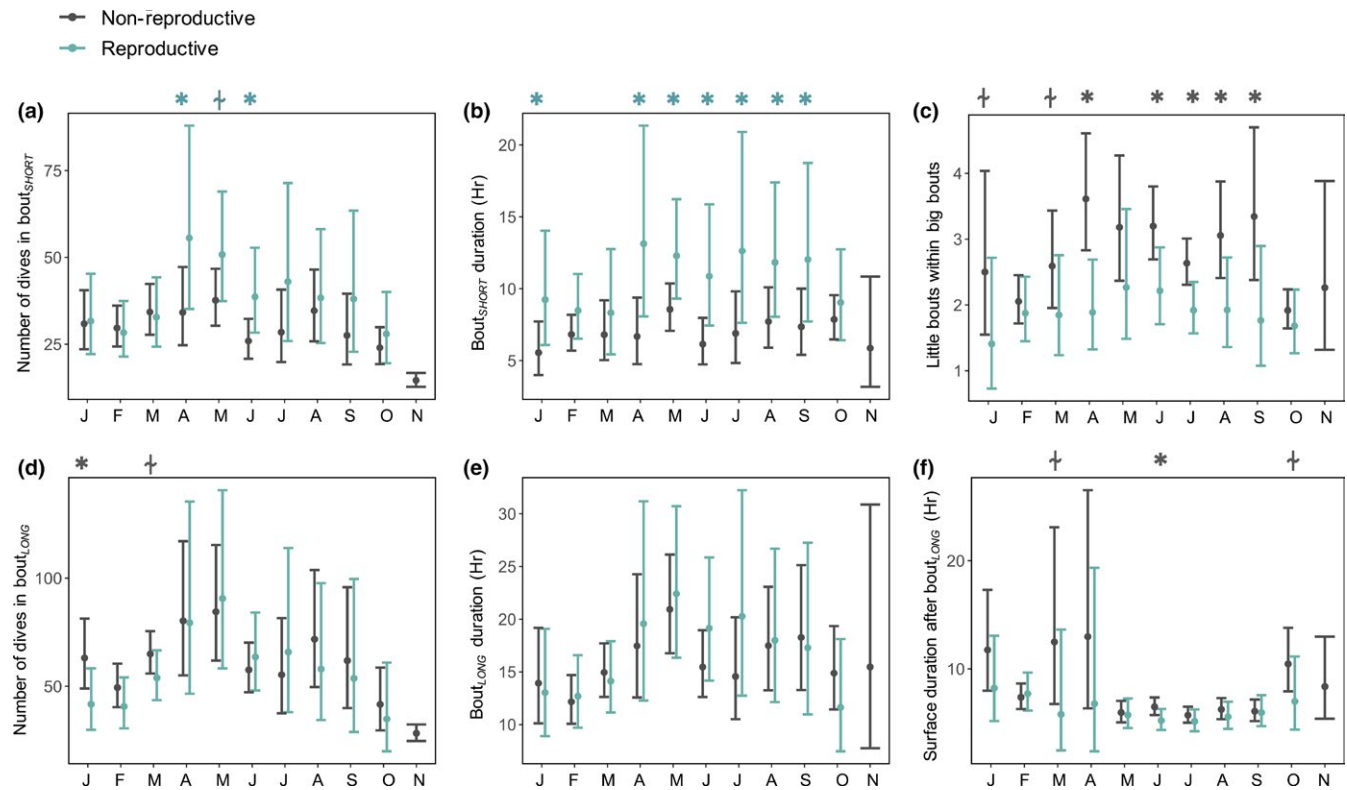 Non-reproductive
Reproductive
* ~ *
* * * * * * *
~ ~ * * * * *
(a)
Number of dives in bout_SHORT
75
50
25
J F M A M J J A S O N
(b)
Bout_SHORT duration (Hr)
20
15
10
5
J F M A M J J A S O N
(c)
Little bouts within big bouts
4
3
2
1
J F M A M J J A S O N
* ~
~ * ~
(d)
Number of dives in bout_LONG
100
50
J F M A M J J A S O N
(e)
Bout_LONG duration (Hr)
30
25
20
15
10
J F M A M J J A S O N
(f)
Surface duration after bout_LONG (Hr)
20
10
J F M A M J J A S O N